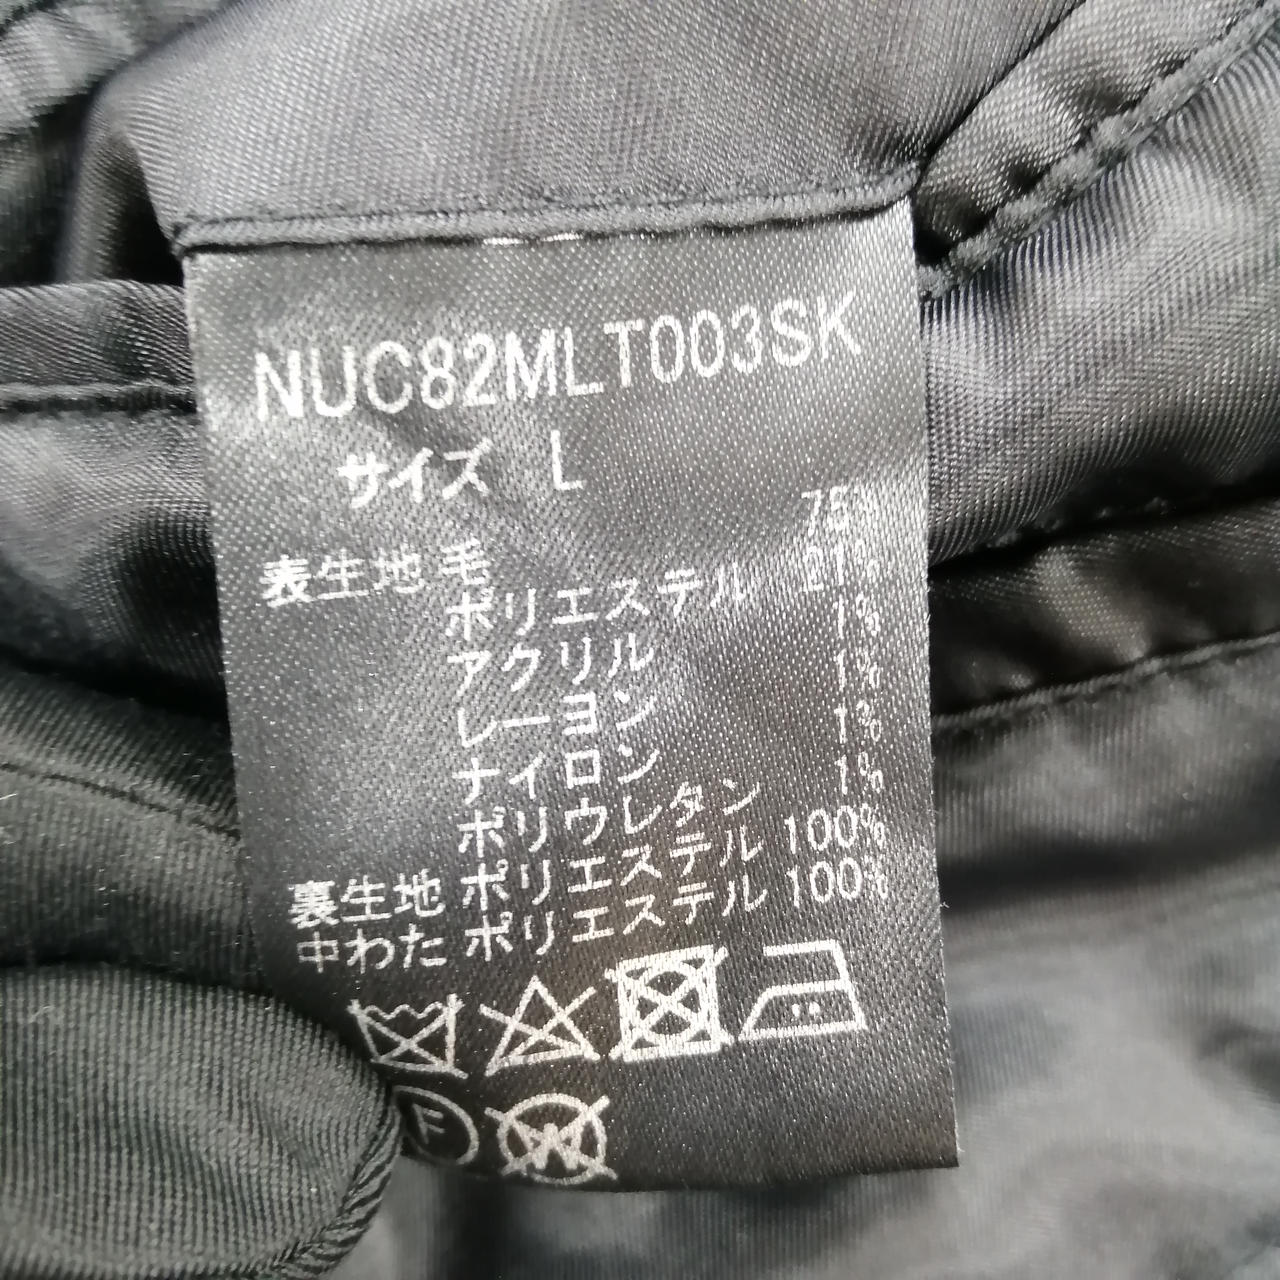 NUC82MLT003SK
サイズ L
表生地 毛 75%
ポリエステル 21%
アクリル 1%
レーヨン 1%
ナイロン 1%
ポリウレタン 1%
裏生地 ポリエステル 100%
中わた ポリエステル 100%
F
W